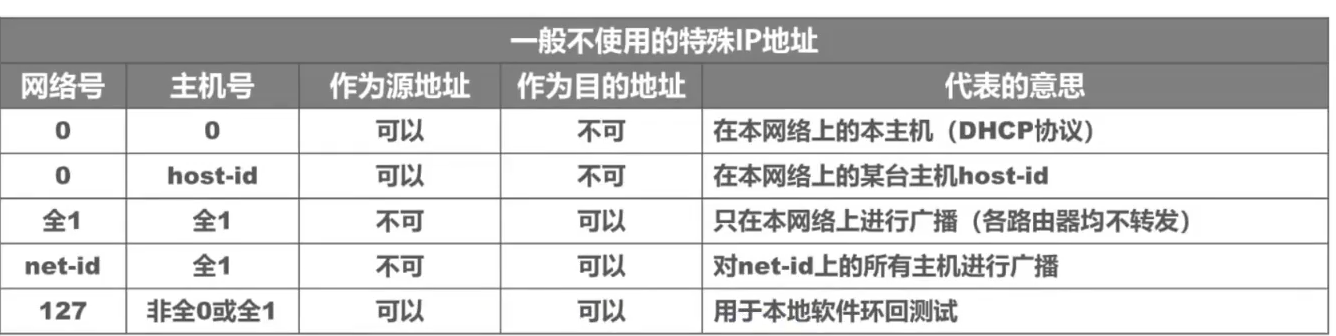 一般不使用的特殊IP地址
网络号 主机号 作为源地址 作为目的地址 代表的意思
0 0 可以 不可 在本网络上的本主机（DHCP协议）
0 host-id 可以 不可 在本网络上的某台主机host-id
全1 全1 不可 可以 只在本网络上进行广播（各路由器均不转发）
net-id 全1 不可 可以 对net-id上的所有主机进行广播
127 非全0或全1 可以 可以 用于本地软件环回测试